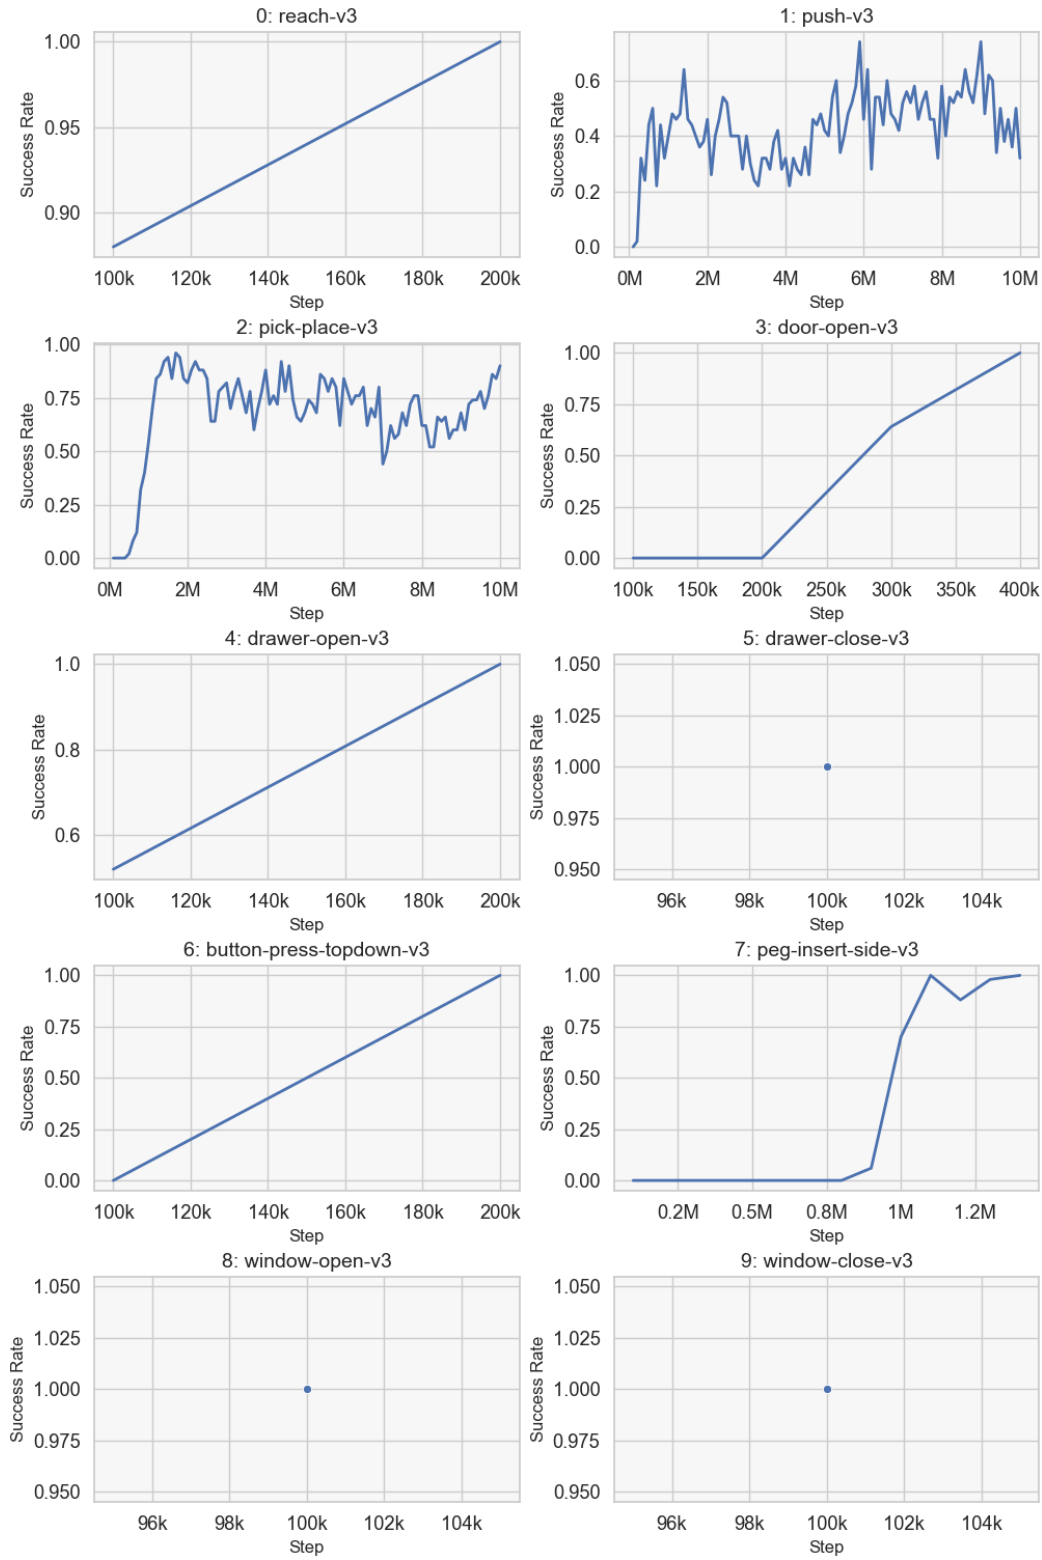 0: reach-v3
1.00
0.95
0.90
Success Rate
100k 120k 140k 160k 180k 200k
Step
1: push-v3
0.6
0.4
0.2
0.0
Success Rate
0M 2M 4M 6M 8M 10M
Step
2: pick-place-v3
1.00
0.75
0.50
0.25
0.00
Success Rate
0M 2M 4M 6M 8M 10M
Step
3: door-open-v3
1.00
0.75
0.50
0.25
0.00
Success Rate
100k 150k 200k 250k 300k 350k 400k
Step
4: drawer-open-v3
1.0
0.8
0.6
Success Rate
100k 120k 140k 160k 180k 200k
Step
5: drawer-close-v3
1.050
1.025
1.000
0.975
0.950
Success Rate
96k 98k 100k 102k 104k
Step
6: button-press-topdown-v3
1.00
0.75
0.50
0.25
0.00
Success Rate
100k 120k 140k 160k 180k 200k
Step
7: peg-insert-side-v3
1.00
0.75
0.50
0.25
0.00
Success Rate
0.2M 0.5M 0.8M 1M 1.2M
Step
8: window-open-v3
1.050
1.025
1.000
0.975
0.950
Success Rate
96k 98k 100k 102k 104k
Step
9: window-close-v3
1.050
1.025
1.000
0.975
0.950
Success Rate
96k 98k 100k 102k 104k
Step